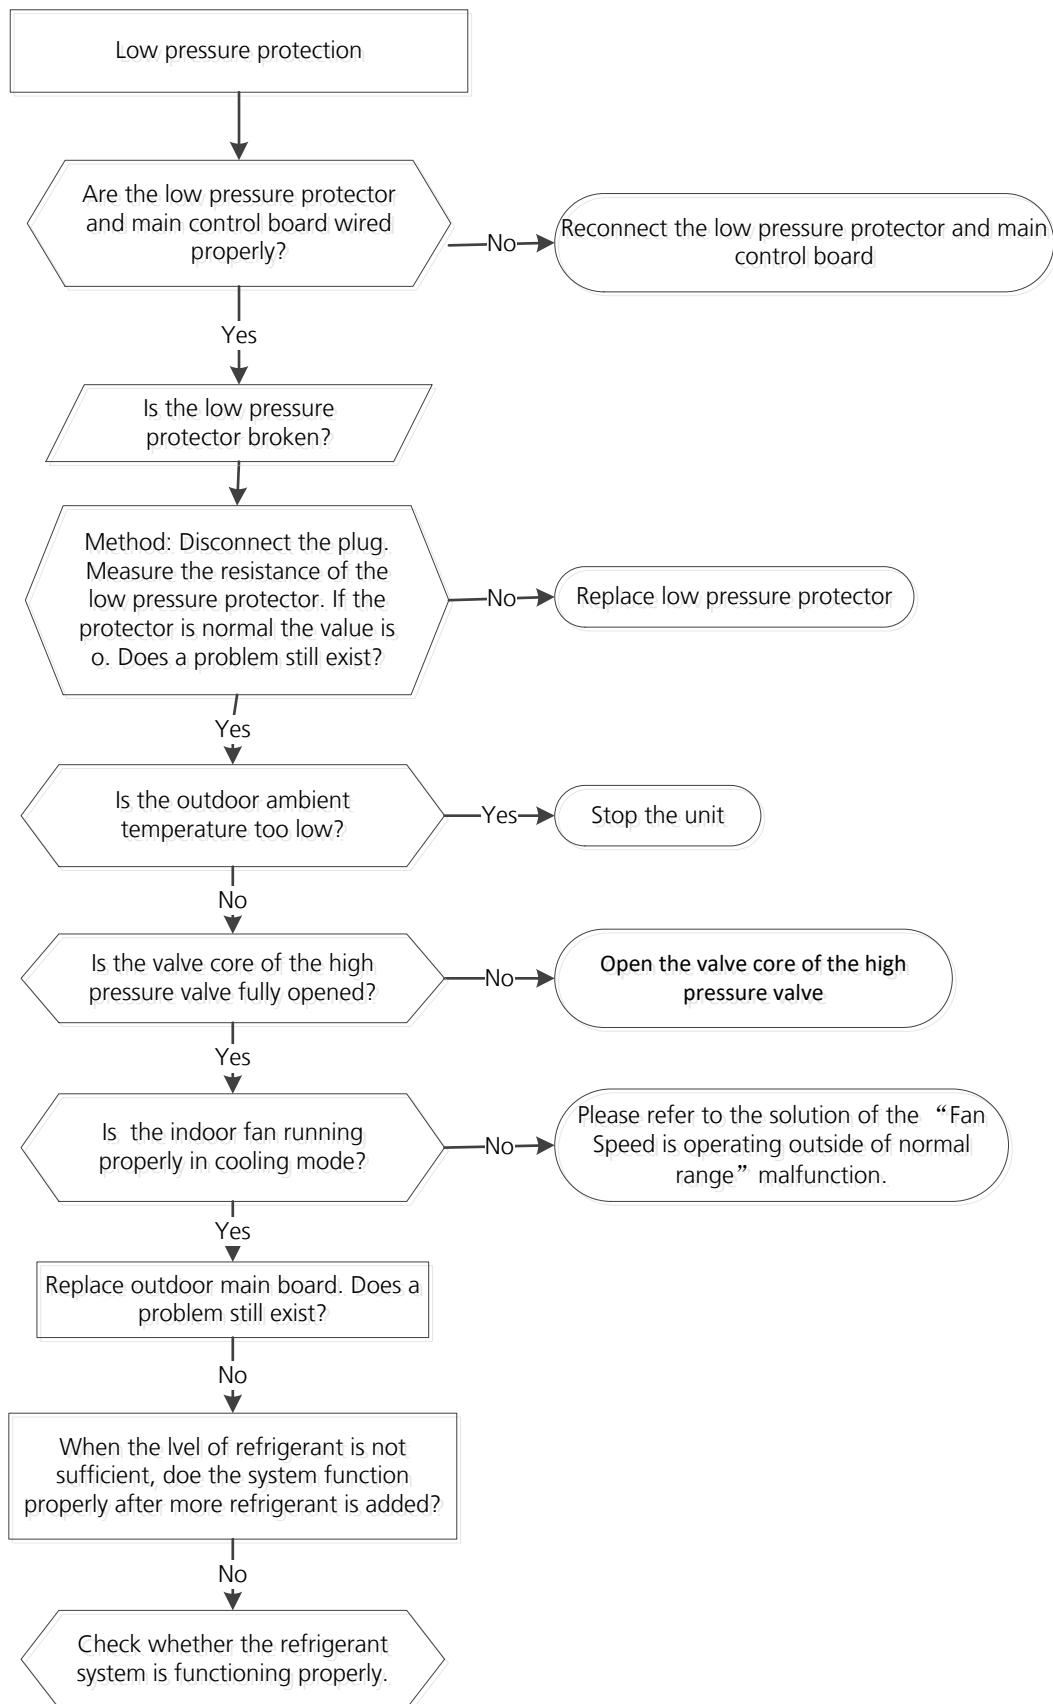 Low pressure protection
Are the low pressure protector
and main control board wired
properly?
No
Reconnect the low pressure protector and main
control board
Yes
Is the low pressure
protector broken?
Method: Disconnect the plug.
Measure the resistance of the
low pressure protector. If the
protector is normal the value is
o. Does a problem still exist?
No
Replace low pressure protector
Yes
Is the outdoor ambient
temperature too low?
Yes
Stop the unit
No
Is the valve core of the high
pressure valve fully opened?
No
Open the valve core of the high
pressure valve
Yes
Is the indoor fan running
properly in cooling mode?
No
Please refer to the solution of the “Fan
Speed is operating outside of normal
range” malfunction.
Yes
Replace outdoor main board. Does a
problem still exist?
No
When the lvel of refrigerant is not
sufficient, doe the system function
properly after more refrigerant is added?
No
Check whether the refrigerant
system is functioning properly.